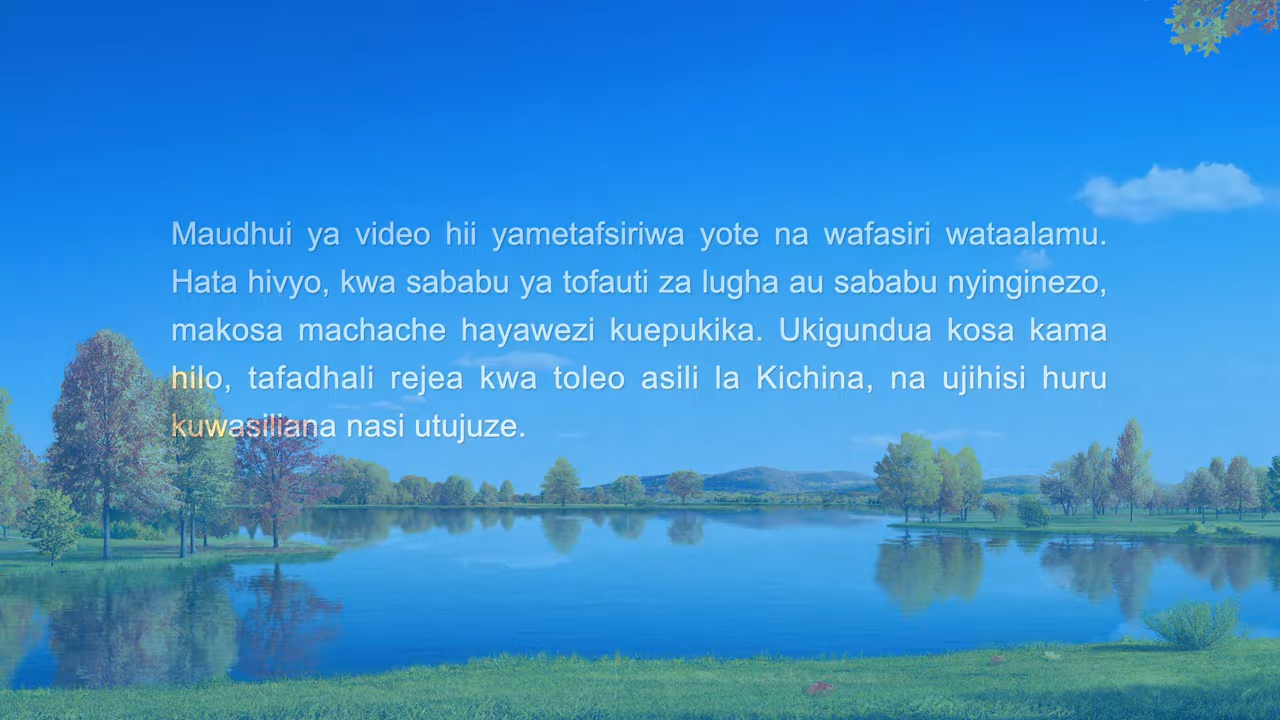 Maudhui ya video hii yametafsiriwa yote na wafasiri wataalamu.
Hata hivyo, kwa sababu ya tofauti za lugha au sababu nyinginezo,
makosa machache hayawezi kuepukika. Ukigundua kosa kama
hilo, tafadhali rejea kwa toleo asili la Kichina, na ujihisi huru
kuwasiliana nasi utujuze.